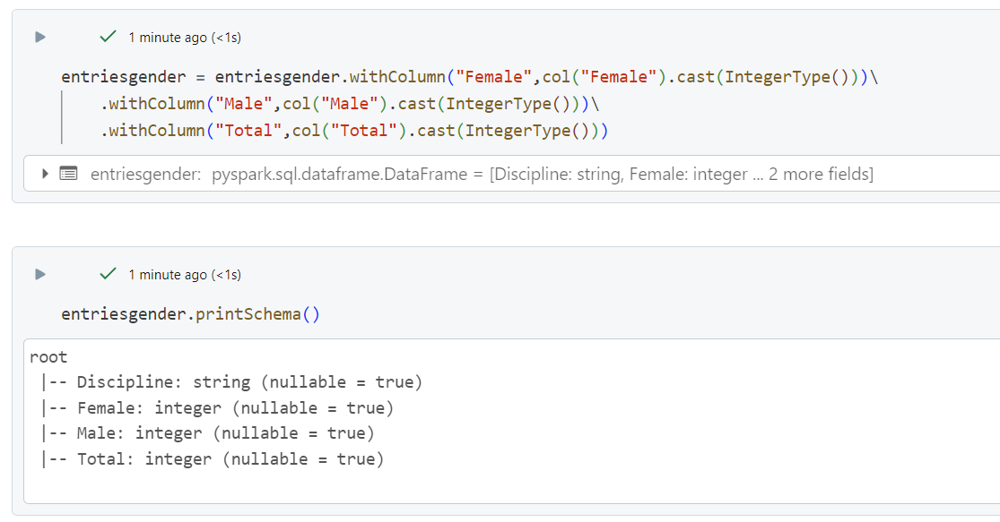 1 minute ago (<1s)
entriesgender = entriesgender.withColumn("Female",col("Female").cast(IntegerType()))\
.withColumn("Male",col("Male").cast(IntegerType()))\
.withColumn("Total",col("Total").cast(IntegerType()))
entriesgender: pyspark.sql.dataframe.DataFrame = [Discipline: string, Female: integer ... 2 more fields]
1 minute ago (<1s)
entriesgender.printSchema()
root
|-- Discipline: string (nullable = true)
|-- Female: integer (nullable = true)
|-- Male: integer (nullable = true)
|-- Total: integer (nullable = true)